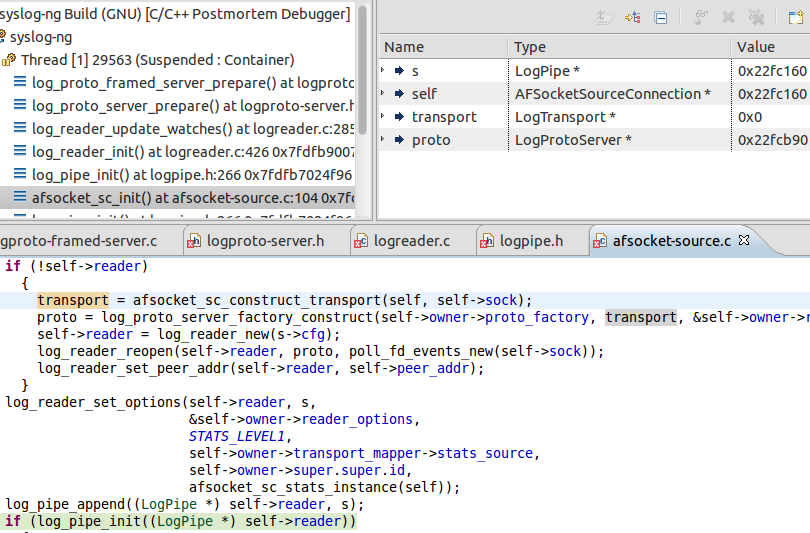 syslog-ng Build (GNU) [C/C++ Postmortem Debugger]
syslog-ng
Thread [1] 29563 (Suspended : Container)
log_proto_framed_server_prepare() at logproto
log_proto_server_prepare() at logproto-server.h
log_reader_update_watches() at logreader.c:285
log_reader_init() at logreader.c:426 0x7fdfb9007
log_pipe_init() at logpipe.h:266 0x7fdfb7024f96
afsocket_sc_init() at afsocket-source.c:104 0x7fd
Name Type Value
s LogPipe * 0x22fc160
self AFSocketSourceConnection * 0x22fc160
transport LogTransport * 0x0
proto LogProtoServer * 0x22fcb90
gproto-framed-server.c logproto-server.h logreader.c logpipe.h afsocket-source.c
if (!self->reader)
{
transport = afsocket_sc_construct_transport(self, self->sock);
proto = log_proto_server_factory_construct(self->owner->proto_factory, transport, &self->owner->r
self->reader = log_reader_new(s->cfg);
log_reader_reopen(self->reader, proto, poll_fd_events_new(self->sock));
log_reader_set_peer_addr(self->reader, self->peer_addr);
}
log_reader_set_options(self->reader, s,
&self->owner->reader_options,
STATS_LEVEL1,
self->owner->transport_mapper->stats_source,
self->owner->super.super.id,
afsocket_sc_stats_instance(self));
log_pipe_append((LogPipe *) self->reader, s);
if (log_pipe_init((LogPipe *) self->reader))